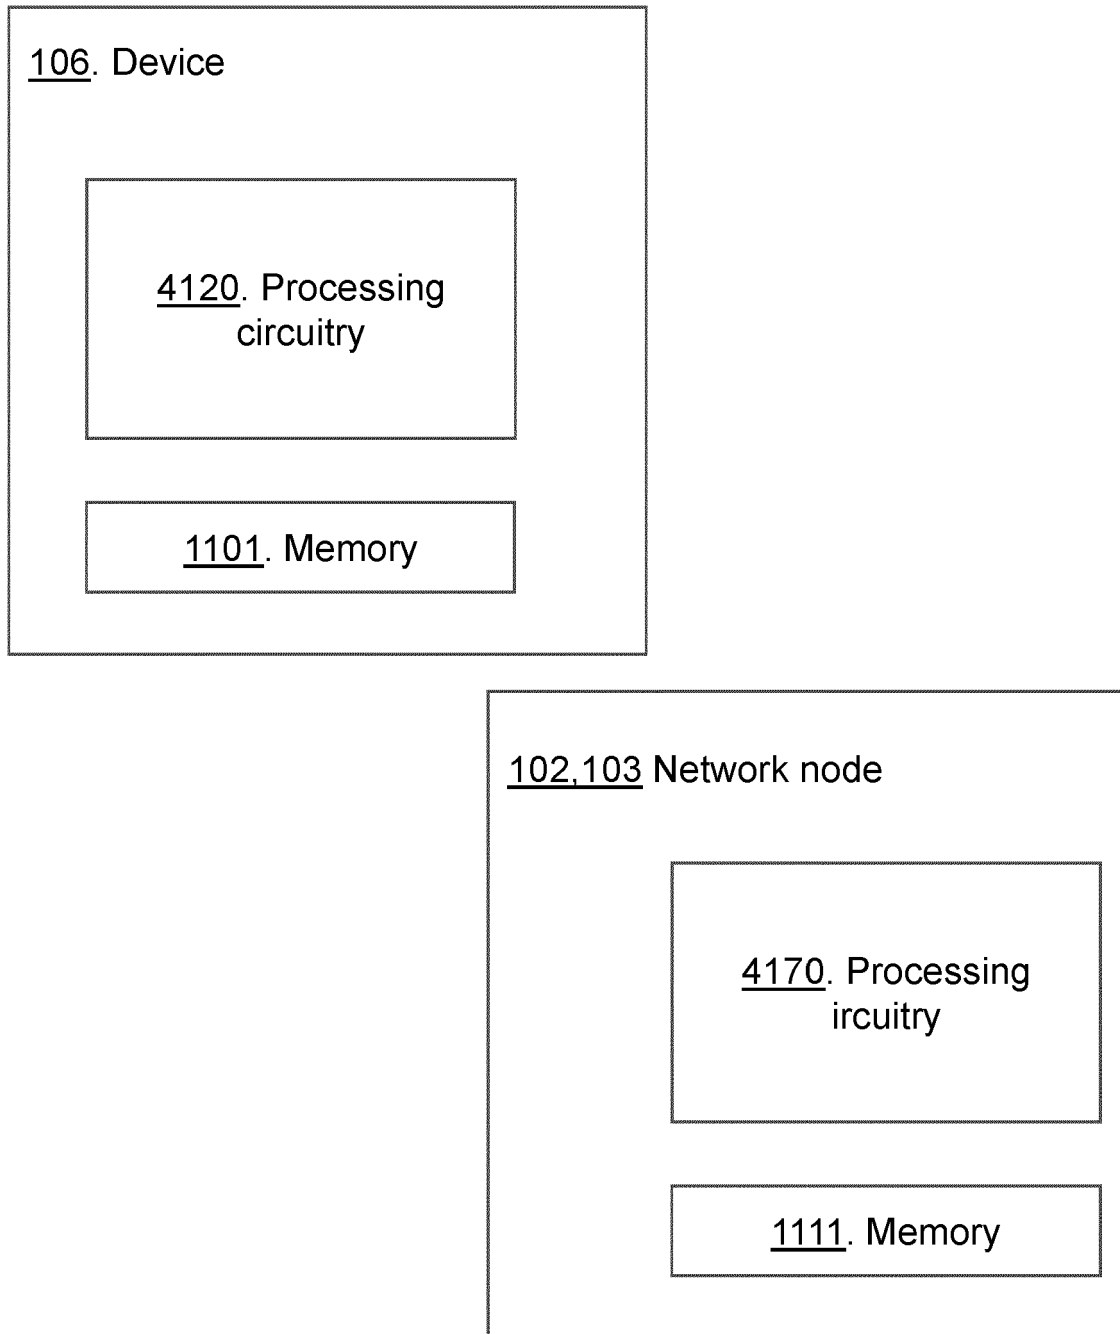 106. Device
4120. Processing
circuitry
1101. Memory
102,103 Network node
4170. Processing
ircuitry
1111. Memory